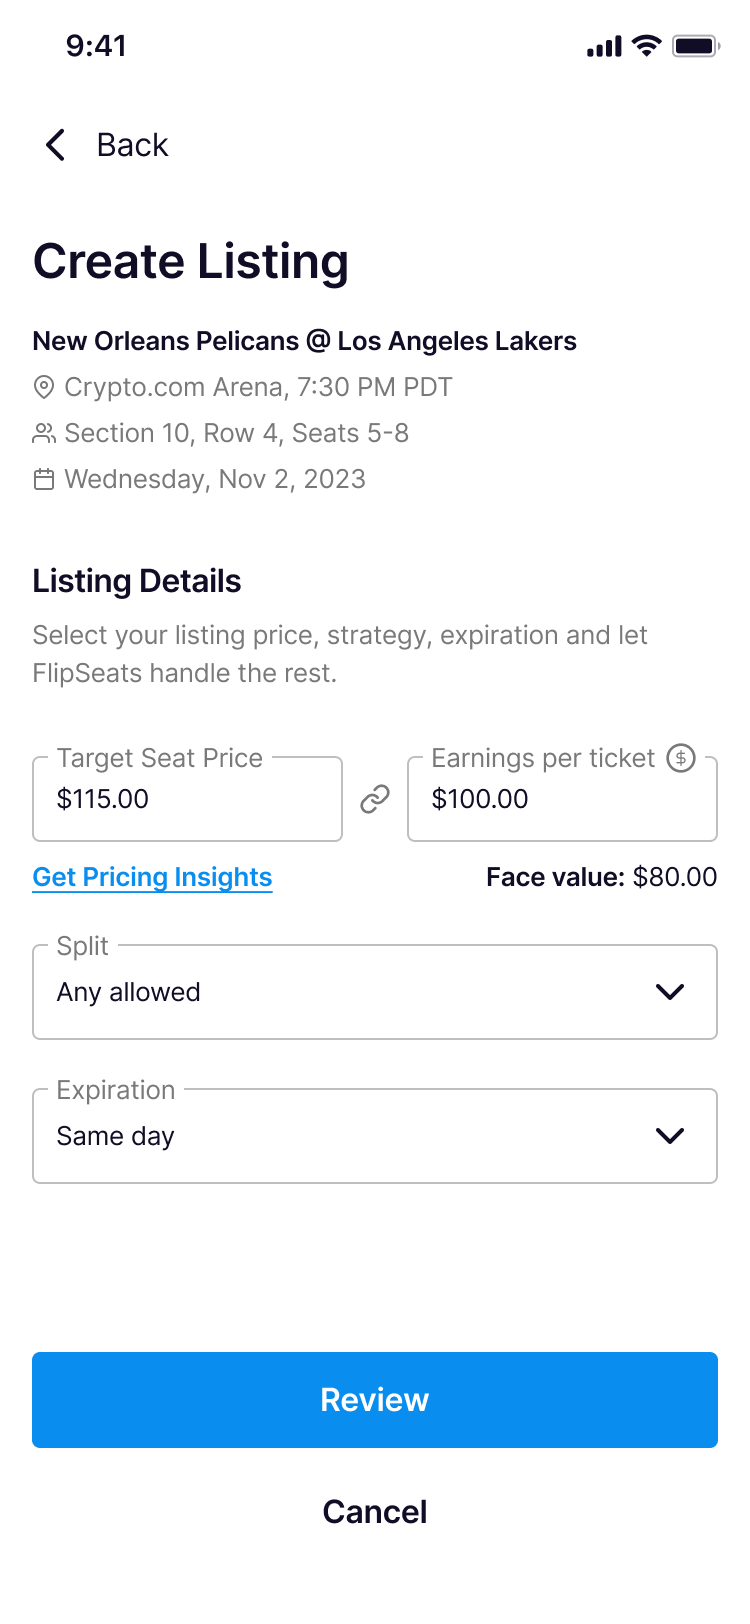 9:41
Back
Create Listing
New Orleans Pelicans @ Los Angeles Lakers
Crypto.com Arena, 7:30 PM PDT
Section 10, Row 4, Seats 5-8
Wednesday, Nov 2, 2023
Listing Details
Select your listing price, strategy, expiration and let
FlipSeats handle the rest.
Target Seat Price
$115.00
Earnings per ticket $
$100.00
Get Pricing Insights
Face value: $80.00
Split
Any allowed
Expiration
Same day
Review
Cancel